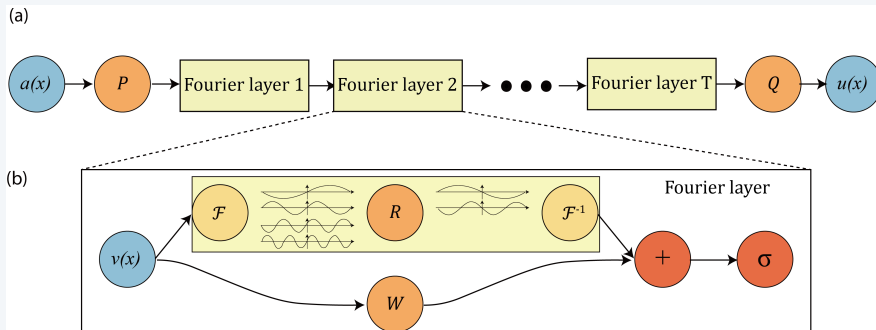 (a)
a(x) P Fourier layer 1 Fourier layer 2 ●●● Fourier layer T Q u(x)
(b)
Fourier layer
ℱ R ℱ⁻¹
v(x) + σ
W